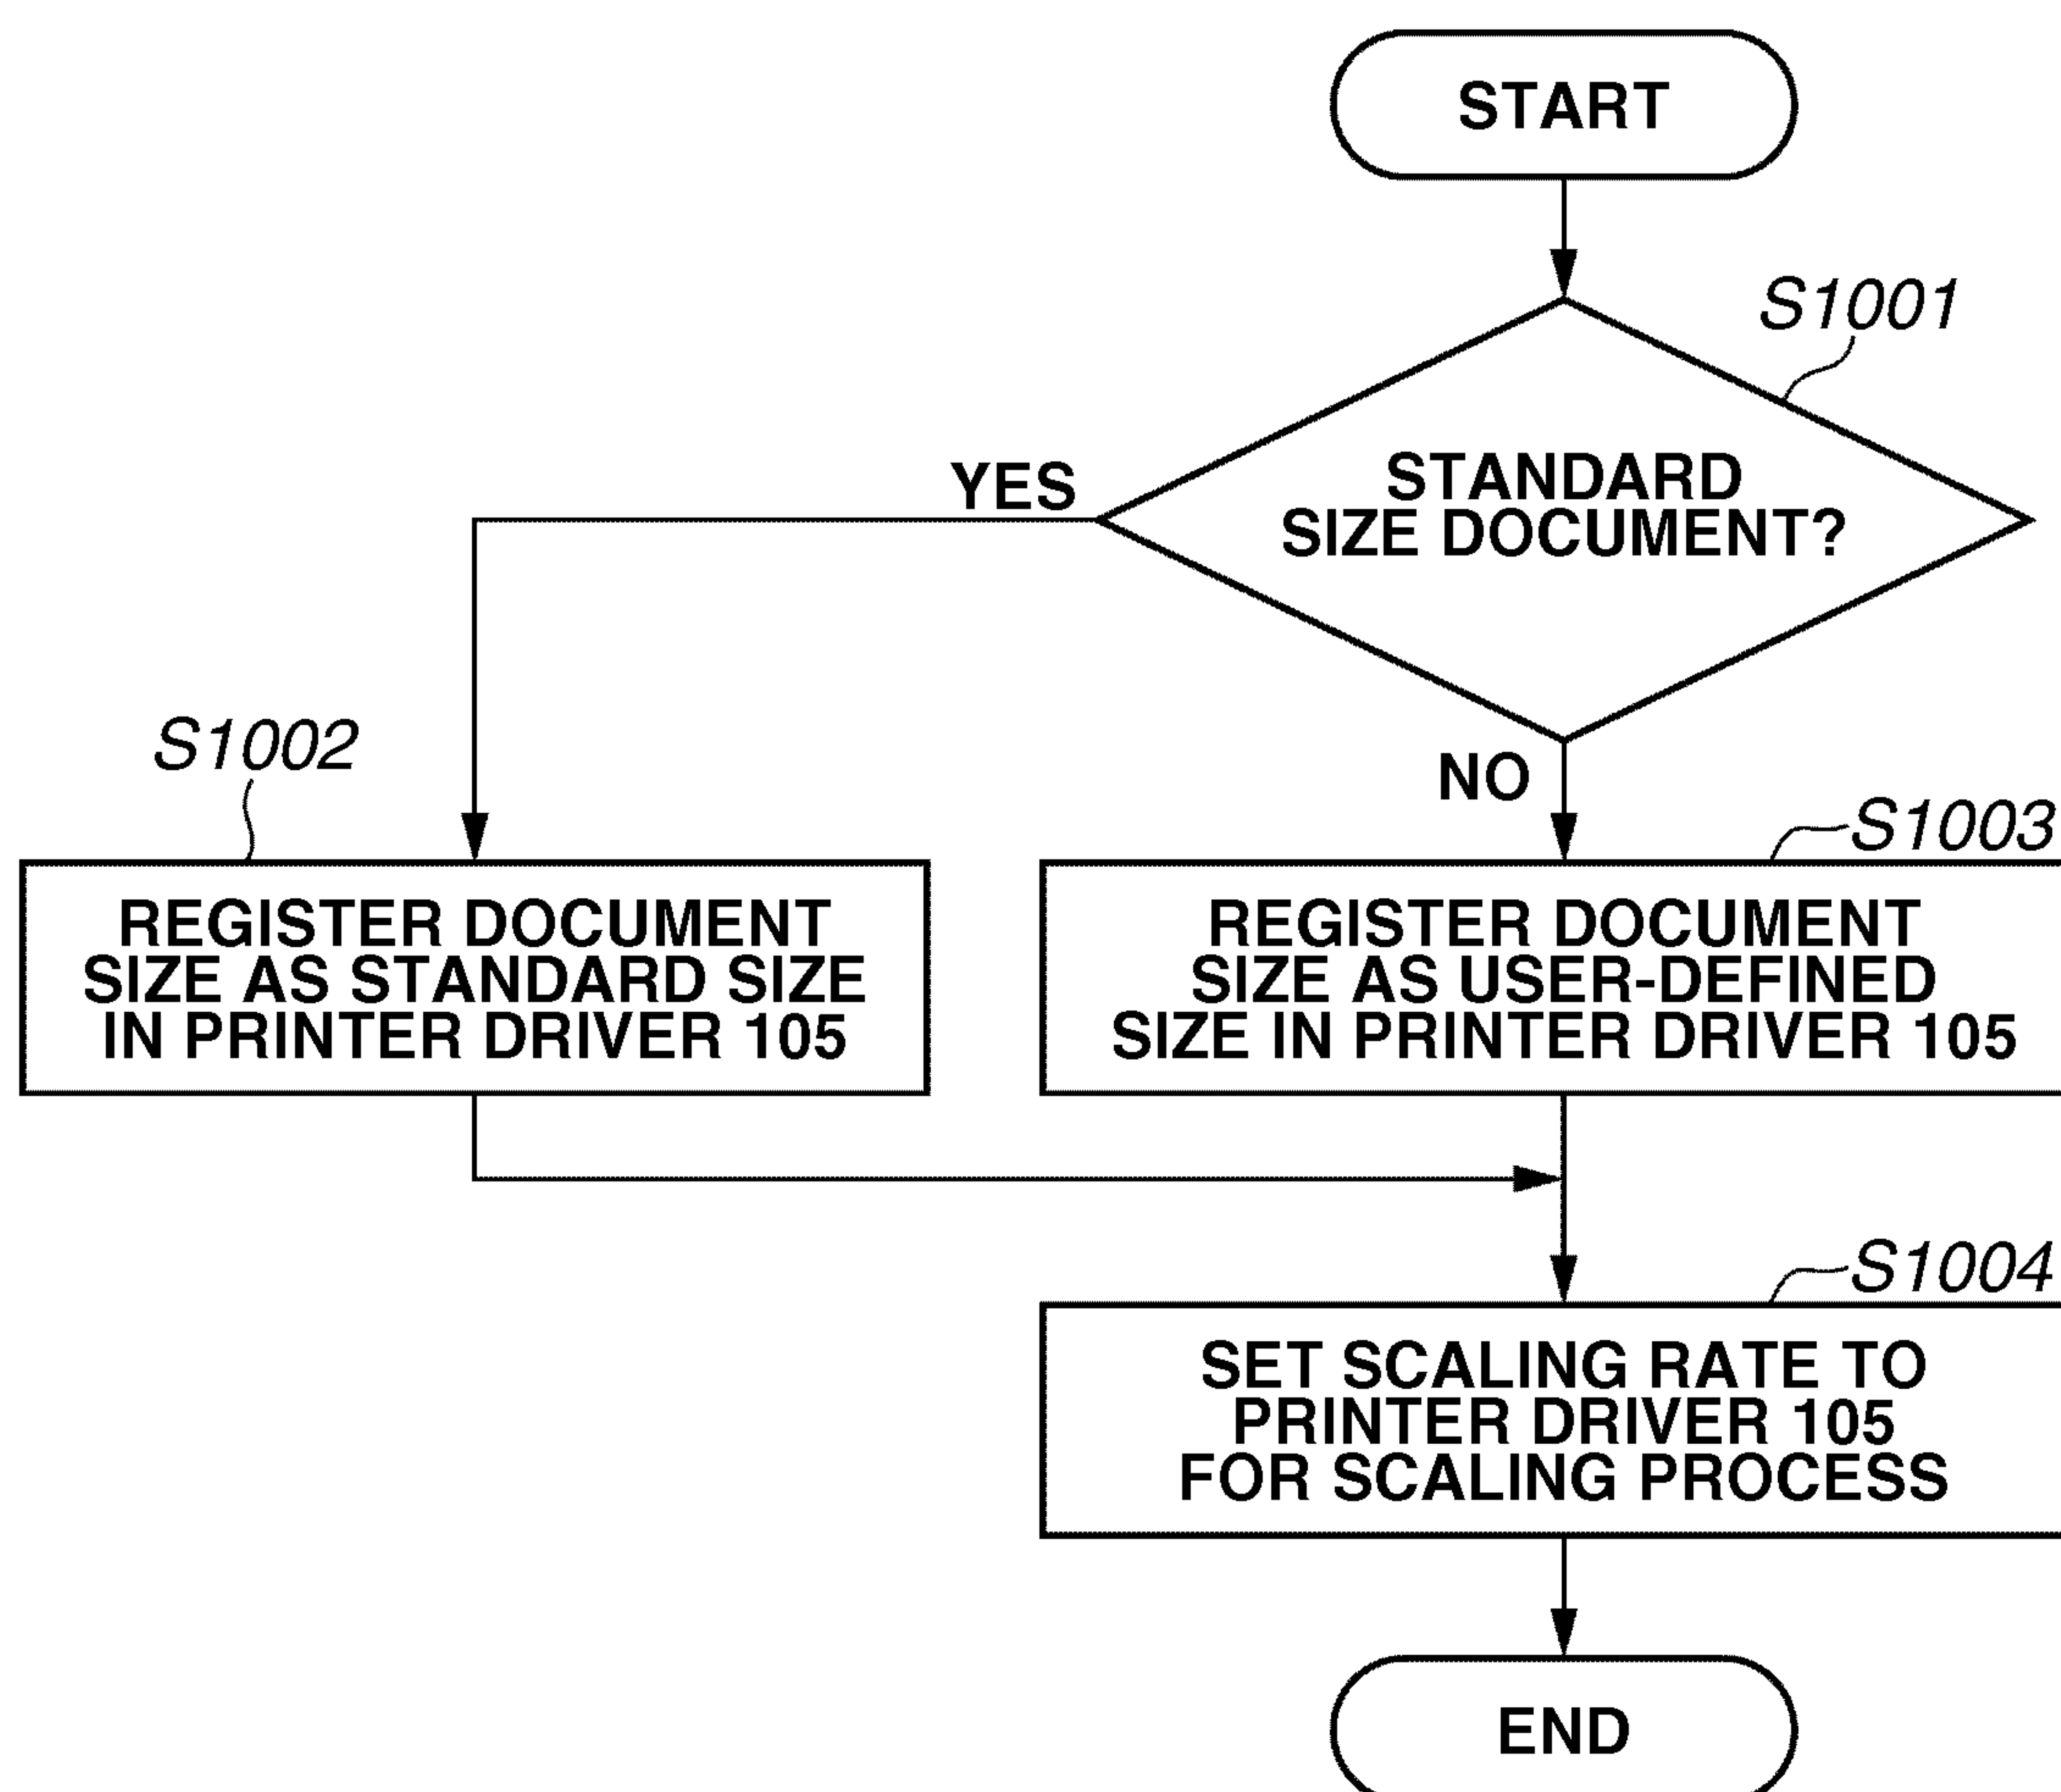 START
S1001
STANDARD
SIZE DOCUMENT?
YES
NO
S1002
REGISTER DOCUMENT
SIZE AS STANDARD SIZE
IN PRINTER DRIVER 105
S1003
REGISTER DOCUMENT
SIZE AS USER-DEFINED
SIZE IN PRINTER DRIVER 105
S1004
SET SCALING RATE TO
PRINTER DRIVER 105
FOR SCALING PROCESS
END